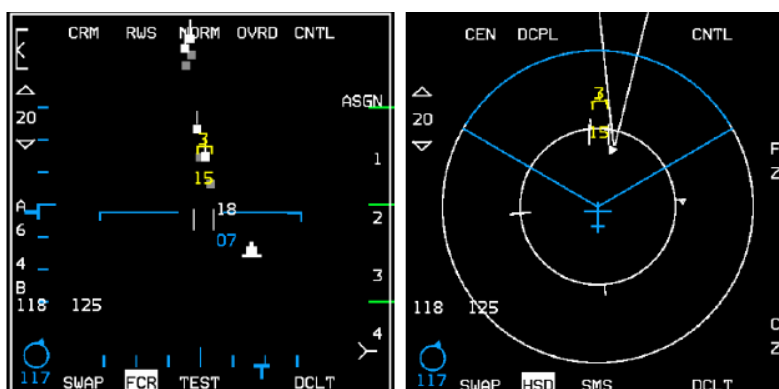 CRM RWS NORM OVRD CNTL
ASGN
20
3
1
15
A
18
2
6
07
4
3
B
118 125
4
117
SWAP FCR TEST DCLT
CEN DCPL CNTL
3
20
15
F
Z
118 125
C
Z
117
SWAP HSD SMS DCLT